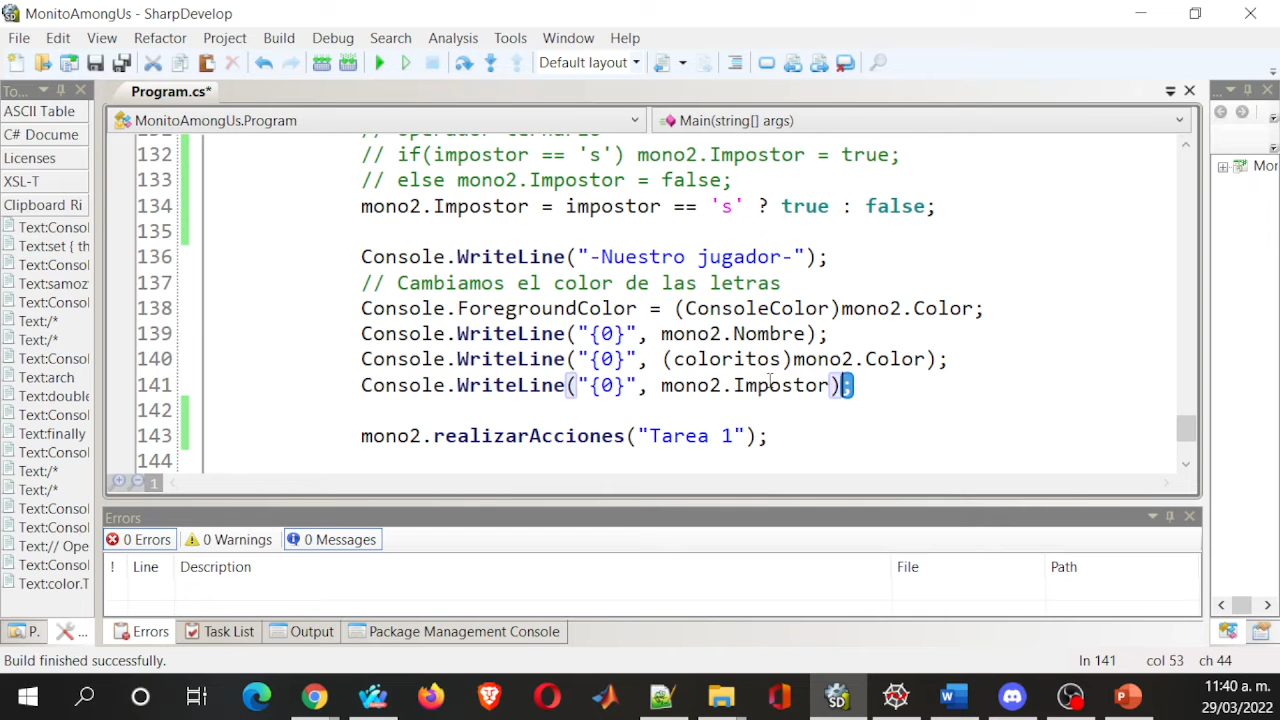 MonitoAmongUs - SharpDevelop
File Edit View Refactor Project Build Debug Search Analysis Tools Window Help
Default layout
To...
Program.cs*
ASCII Table
C# Docume
Licenses
XSL-T
Clipboard Ri
Text:Consol
Text:set { th
Text:Consol
Text:samoz
Text:Consol
Text:/*
Text:Consol
Text:arch
Text:double
Text:Consol
Text:finally
Text:/*
Text:/*
Text:Consol
Text:Consol
Text:// Ope
Text:Consol
Text:color.T
P.
...
MonitoAmongUs.Program
Main(string[] args)
132 // if(impostor == 's') mono2.Impostor = true;
133 // else mono2.Impostor = false;
134 mono2.Impostor = impostor == 's' ? true : false;
135
136 Console.WriteLine("-Nuestro jugador-");
137 // Cambiamos el color de las letras
138 Console.ForegroundColor = (ConsoleColor)mono2.Color;
139 Console.WriteLine("{0}", mono2.Nombre);
140 Console.WriteLine("{0}", (coloritos)mono2.Color);
141 Console.WriteLine("{0}", mono2.Impostor);
142
143 mono2.realizarAcciones("Tarea 1");
144
1
Errors
0 Errors 0 Warnings 0 Messages
! Line Description File Path
Errors Task List Output Package Management Console
...
Mor
Build finished successfully.
ln 141 col 53 ch 44
11:40 a. m.
29/03/2022